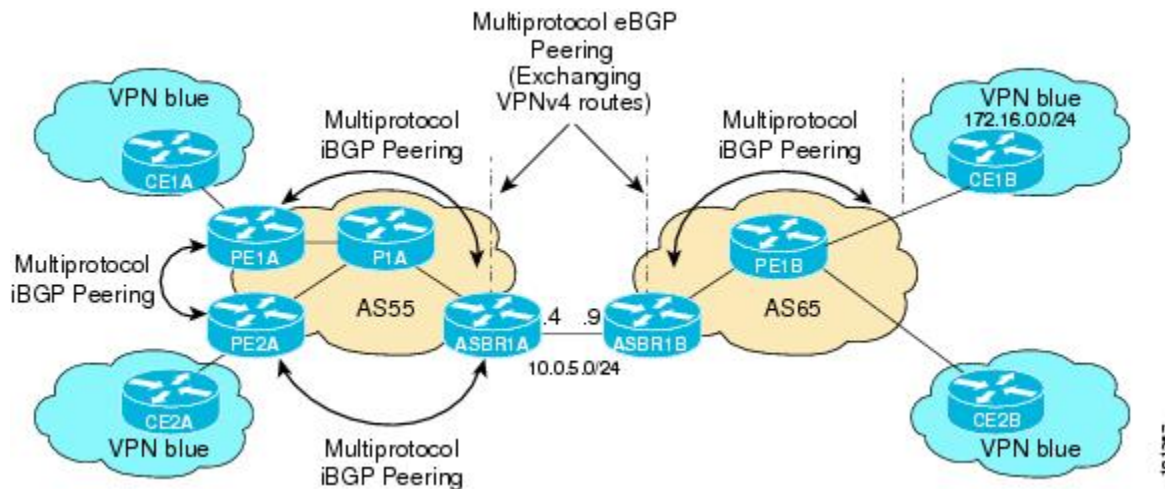 Multiprotocol eBGP
Peering
(Exchanging
VPNv4 routes)
VPN blue
CE1A
Multiprotocol
iBGP Peering
Multiprotocol
iBGP Peering
VPN blue
172.16.0.0/24
CE1B
PE1A
P1A
PE1B
Multiprotocol
iBGP Peering
AS55
AS65
PE2A
ASBR1A
.4
.9
ASBR1B
10.0.5.0/24
CE2A
VPN blue
CE2B
VPN blue
Multiprotocol
iBGP Peering